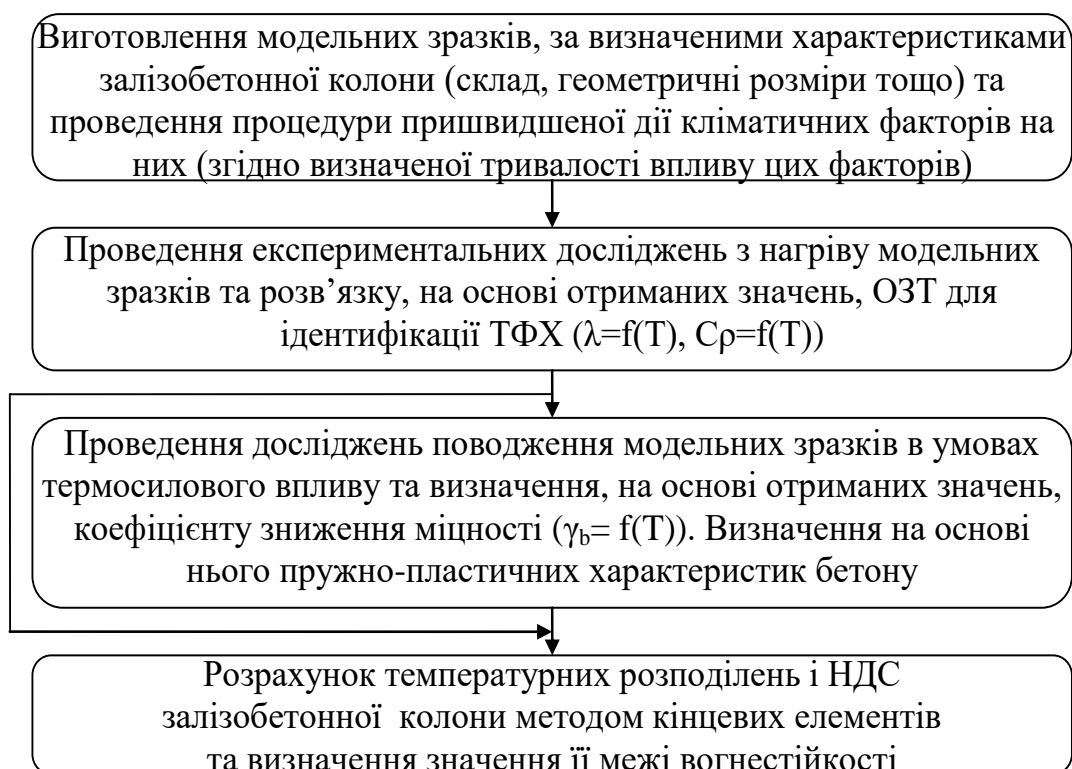 Виготовлення модельних зразків, за визначеними характеристиками
залізобетонної колони (склад, геометричні розміри тощо) та
проведення процедури пришвидшеної дії кліматичних факторів на
них (згідно визначеної тривалості впливу цих факторів)
Проведення експериментальних досліджень з нагріву модельних
зразків та розв’язку, на основі отриманих значень, ОЗТ для
ідентифікації ТФХ (λ=f(T), Cρ=f(T))
Проведення досліджень поводження модельних зразків в умовах
термосилового впливу та визначення, на основі отриманих значень,
коефіцієнту зниження міцності (γb= f(T)). Визначення на основі
нього пружно-пластичних характеристик бетону
Розрахунок температурних розподілень і НДС
залізобетонної колони методом кінцевих елементів
та визначення значення її межі вогнестійкості